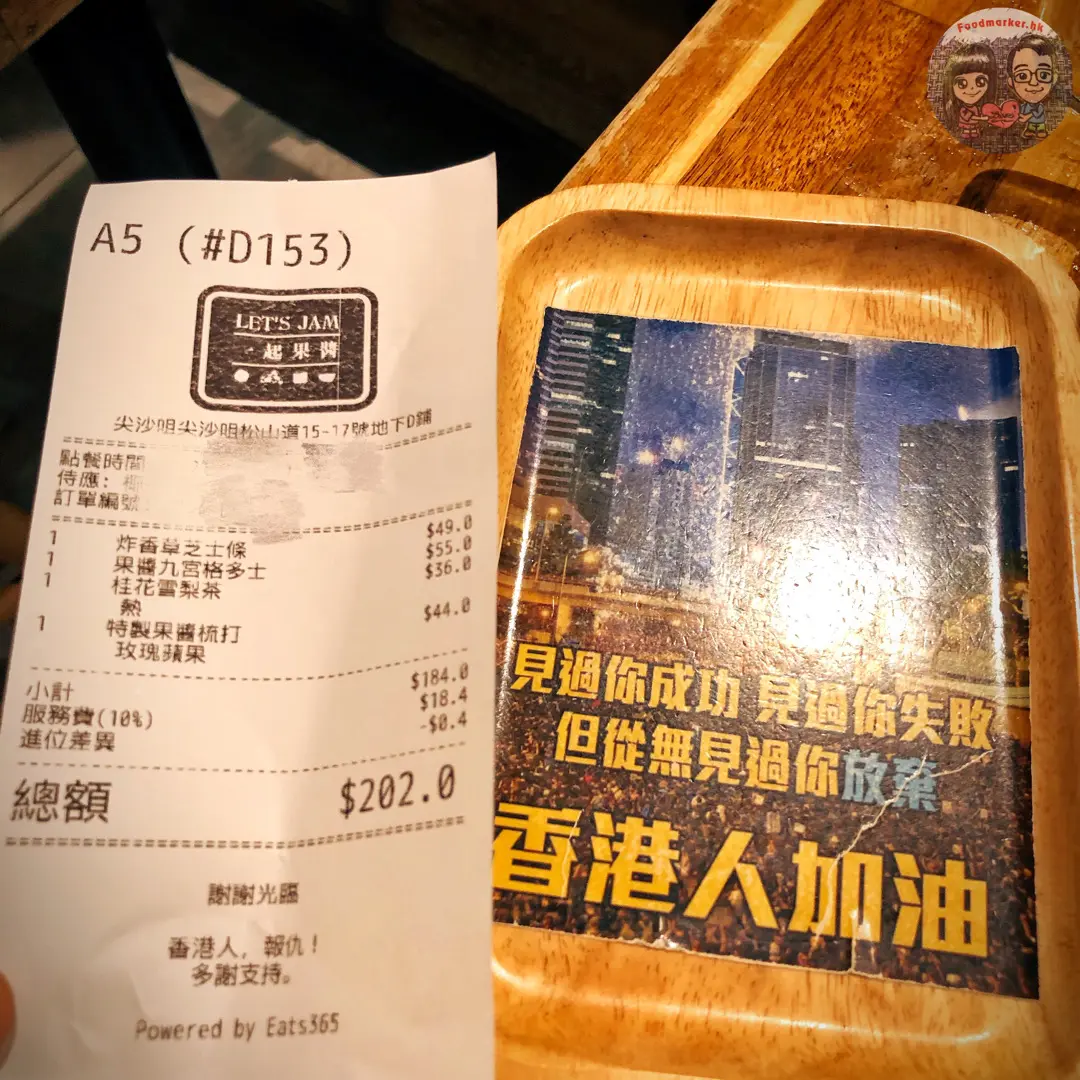 Foodmarker.hk
A5 (#D153)
LET'S JAM
一起果醬
尖沙咀尖沙咀松山道15-17號地下D鋪
點餐時間
侍應:
訂單編號
1 炸香草芝士條 $49.0
1 果醬九宮格多士 $55.0
1 桂花雪梨茶 $36.0
熱
1 特製果醬梳打 $44.0
玫瑰蘋果
小計 $184.0
服務費(10%) $18.4
進位差異 -$0.4
總額 $202.0
謝謝光臨
香港人，報仇！
多謝支持。
Powered by Eats365
見過你成功 見過你失敗
但從無見過你放棄
香港人加油